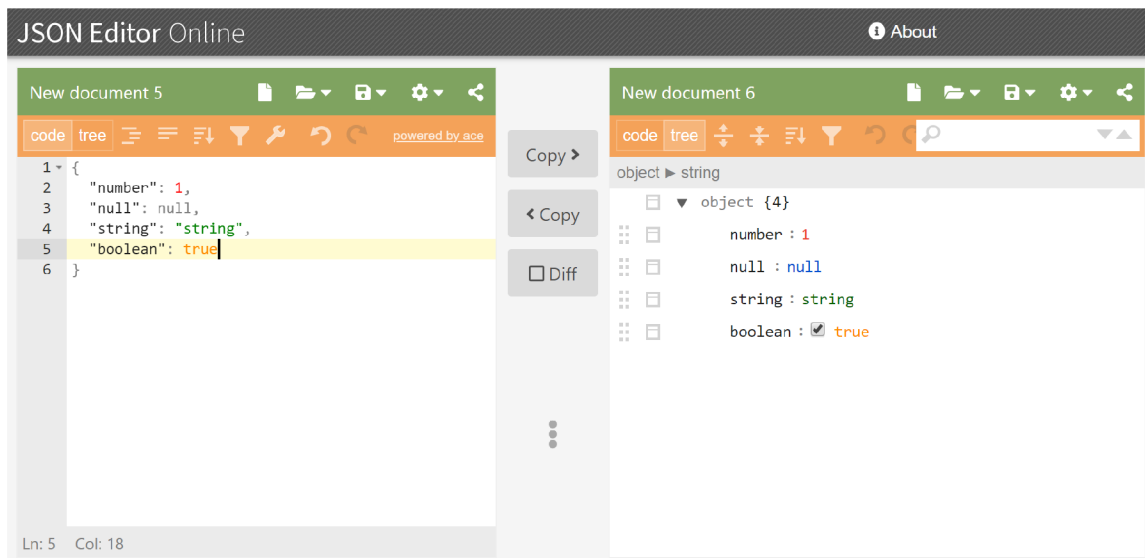 JSON Editor Online
About
New document 5
code tree powered by ace
1 {
2 "number": 1,
3 "null": null,
4 "string": "string",
5 "boolean": true
6 }
Ln: 5 Col: 18
Copy >
< Copy
Diff
New document 6
code tree
object ► string
object {4}
number : 1
null : null
string : string
boolean : true